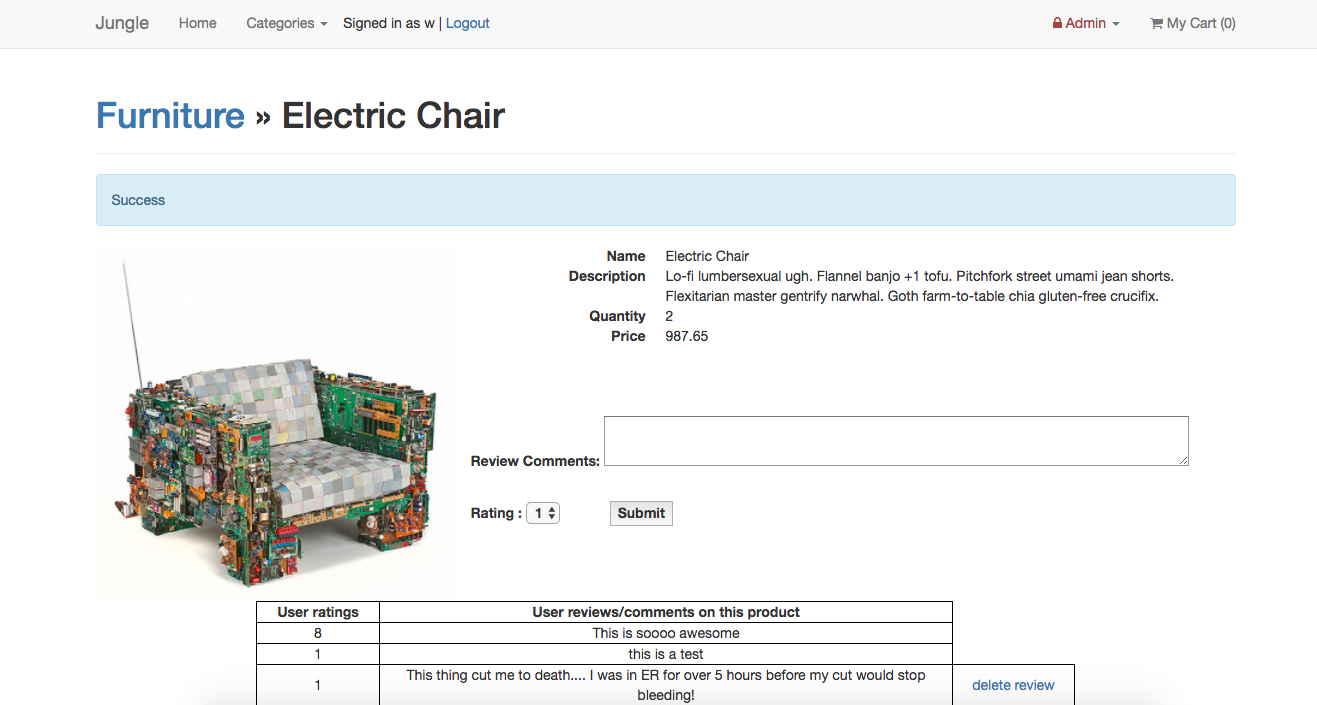 Jungle Home Categories Signed in as w | Logout Admin My Cart (0)
Furniture » Electric Chair
Success
Name Electric Chair
Description Lo-fi lumbersexual ugh. Flannel banjo +1 tofu. Pitchfork street umami jean shorts.
Flexitarian master gentrify narwhal. Goth farm-to-table chia gluten-free crucifix.
Quantity 2
Price 987.65
Review Comments:
Rating : 1 Submit
User ratings User reviews/comments on this product
8 This is soooo awesome
1 this is a test
1 This thing cut me to death.... I was in ER for over 5 hours before my cut would stop
bleeding! delete review